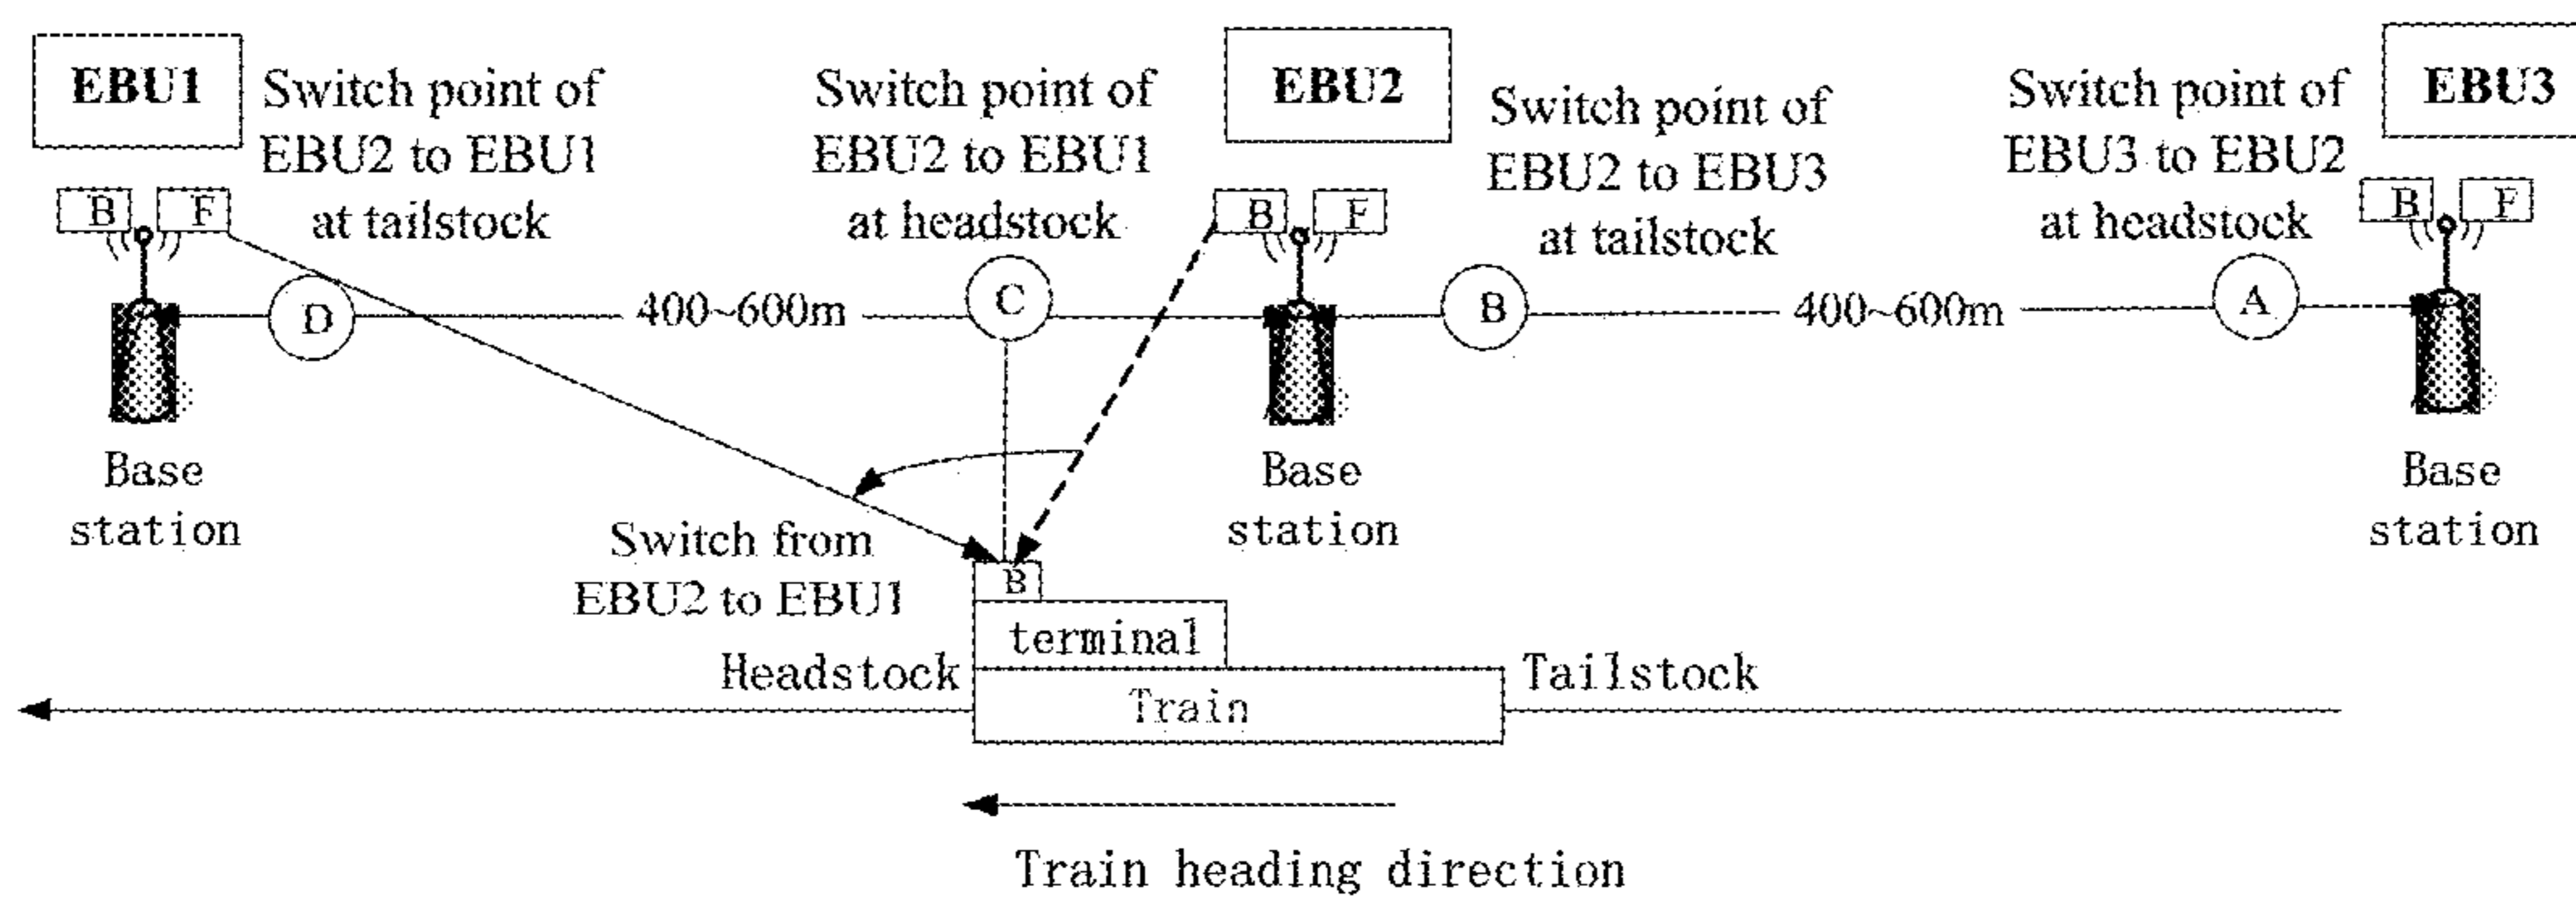 EBU1
Switch point of
EBU2 to EBU1
at tailstock
Switch point of
EBU2 to EBU1
at headstock
EBU2
Switch point of
EBU2 to EBU3
at tailstock
Switch point of
EBU3 to EBU2
at headstock
EBU3
B F
B F
B F
D
400~600m
C
B
400~600m
A
Base
station
Base
station
Base
station
Switch from
EBU2 to EBU1
B
terminal
Headstock
Train
Tailstock
Train heading direction